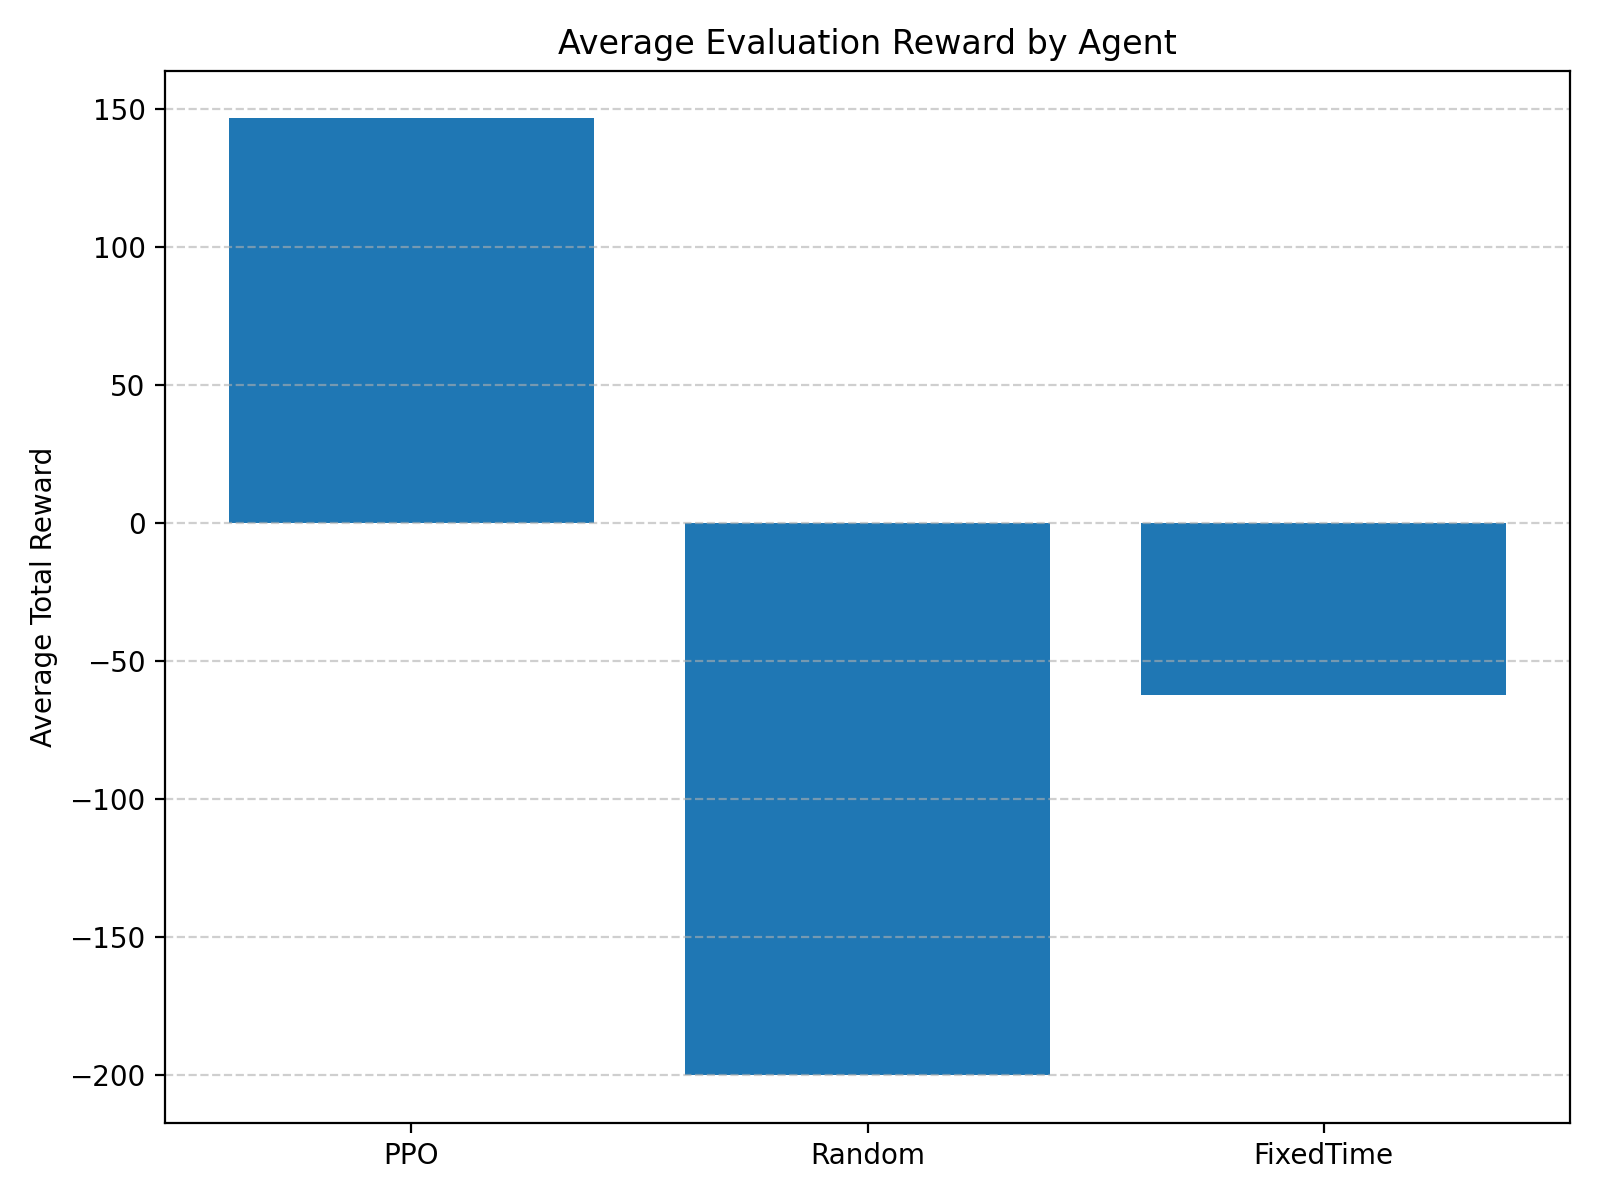 Average Evaluation Reward by Agent
Average Total Reward
150
100
50
0
−50
−100
−150
−200
PPO
Random
FixedTime